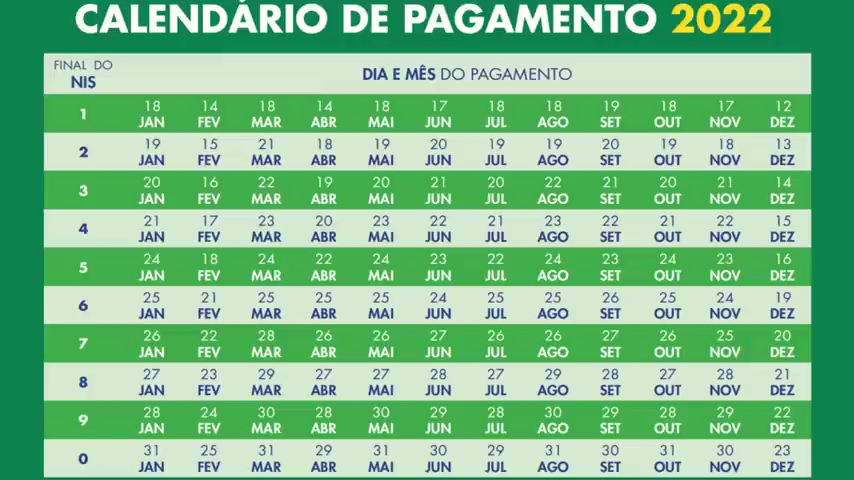 CALENDÁRIO DE PAGAMENTO 2022
FINAL DO
NIS
DIA E MÊS DO PAGAMENTO
1
18 14 18 14 18 17 18 18 19 18 17 12
JAN FEV MAR ABR MAI JUN JUL AGO SET OUT NOV DEZ
2
19 15 21 18 19 20 19 19 20 19 18 13
JAN FEV MAR ABR MAI JUN JUL AGO SET OUT NOV DEZ
3
20 16 22 19 20 21 20 22 21 20 21 14
JAN FEV MAR ABR MAI JUN JUL AGO SET OUT NOV DEZ
4
21 17 23 20 23 22 21 23 22 21 22 15
JAN FEV MAR ABR MAI JUN JUL AGO SET OUT NOV DEZ
5
24 18 24 22 24 23 22 24 23 24 23 16
JAN FEV MAR ABR MAI JUN JUL AGO SET OUT NOV DEZ
6
25 21 25 25 25 24 25 25 26 25 24 19
JAN FEV MAR ABR MAI JUN JUL AGO SET OUT NOV DEZ
7
26 22 28 26 26 27 26 26 27 26 25 20
JAN FEV MAR ABR MAI JUN JUL AGO SET OUT NOV DEZ
8
27 23 29 27 27 28 27 29 28 27 28 21
JAN FEV MAR ABR MAI JUN JUL AGO SET OUT NOV DEZ
9
28 24 30 28 30 29 28 30 29 28 29 22
JAN FEV MAR ABR MAI JUN JUL AGO SET OUT NOV DEZ
0
31 25 31 29 31 30 29 31 30 31 30 23
JAN FEV MAR ABR MAI JUN JUL AGO SET OUT NOV DEZ